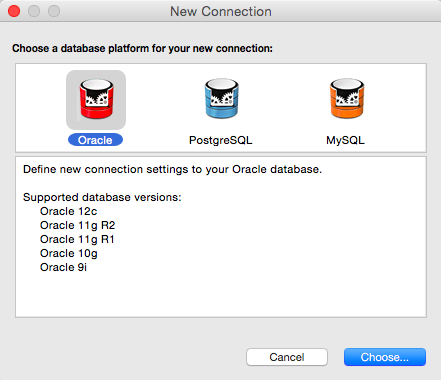 New Connection
Choose a database platform for your new connection:
Oracle PostgreSQL MySQL
Define new connection settings to your Oracle database.
Supported database versions:
Oracle 12c
Oracle 11g R2
Oracle 11g R1
Oracle 10g
Oracle 9i
Cancel Choose...